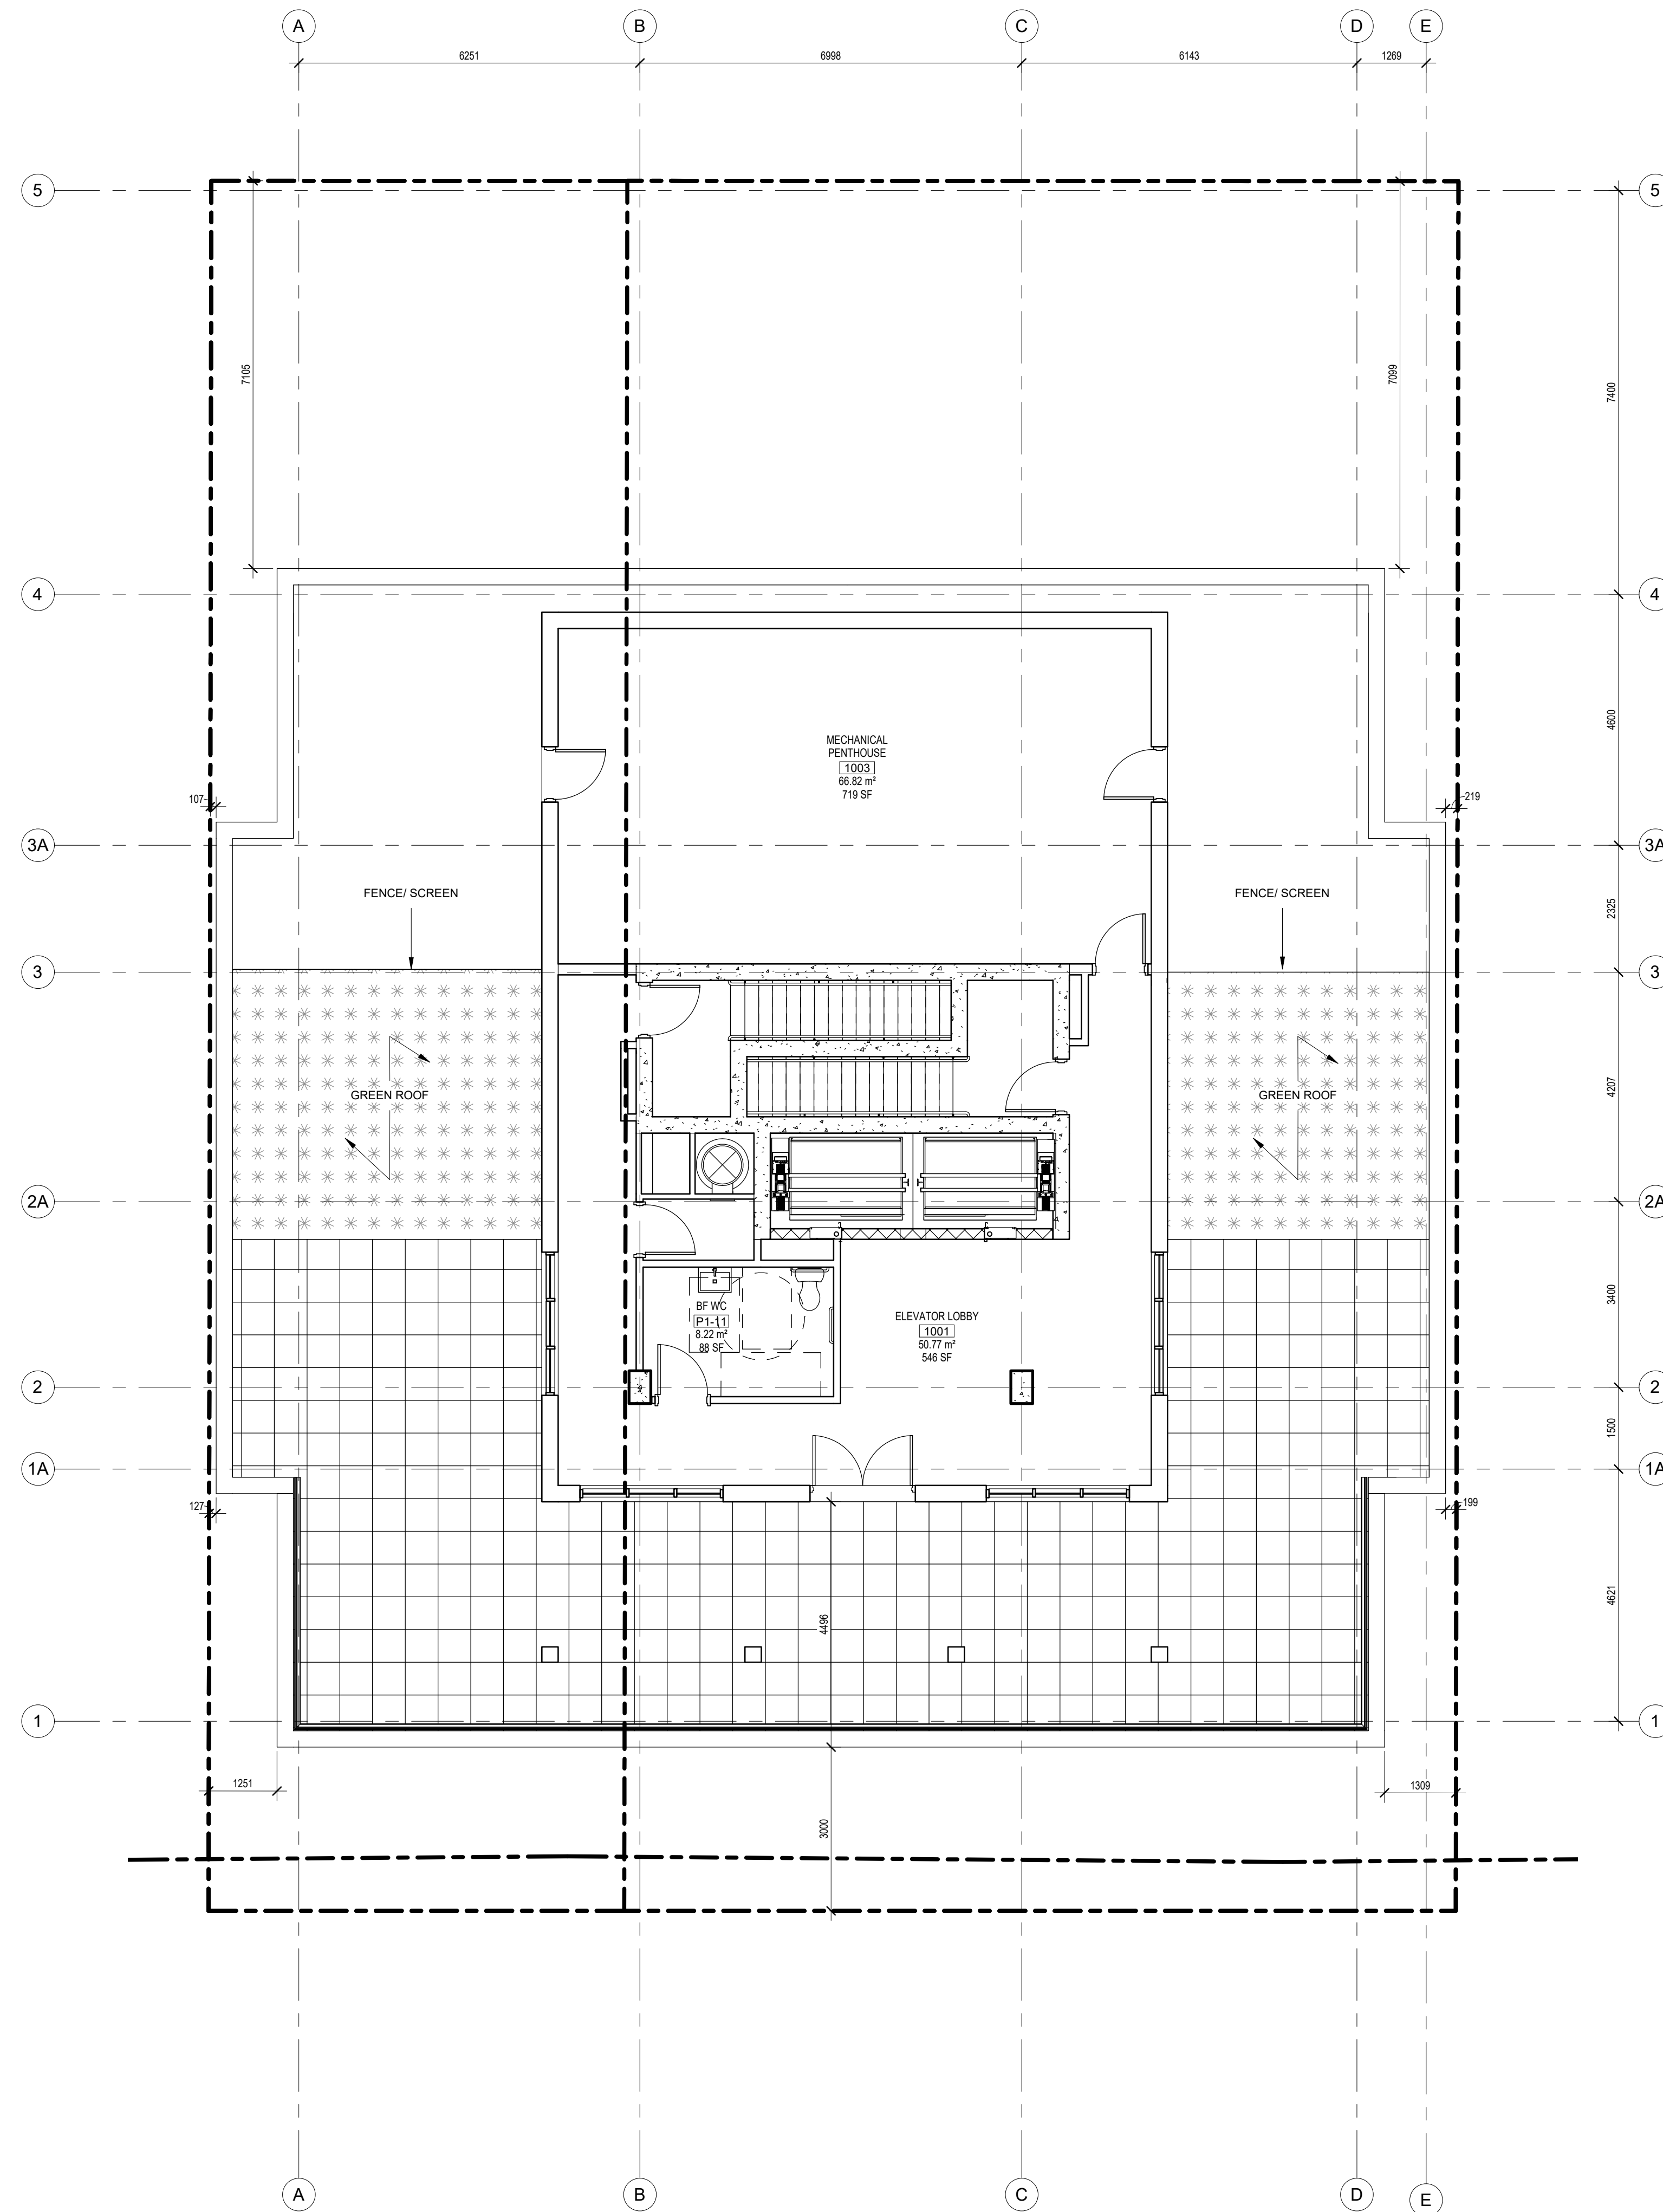 A B C D E
6251 6998 6143 1269
5 5
7105 7099
7400
4 4
MECHANICAL
PENTHOUSE
1003
66.82 m²
719 SF
4600
107 219
3A 3A
FENCE/ SCREEN FENCE/ SCREEN
2325
3 3
GREEN ROOF GREEN ROOF
4207
2A 2A
BF WC
P1-11
8.22 m²
88 SF
ELEVATOR LOBBY
1001
50.77 m²
546 SF
3400
2 2
1500
1A 1A
127 199
4496
4621
1 1
1251 1309
3000
A B C D E